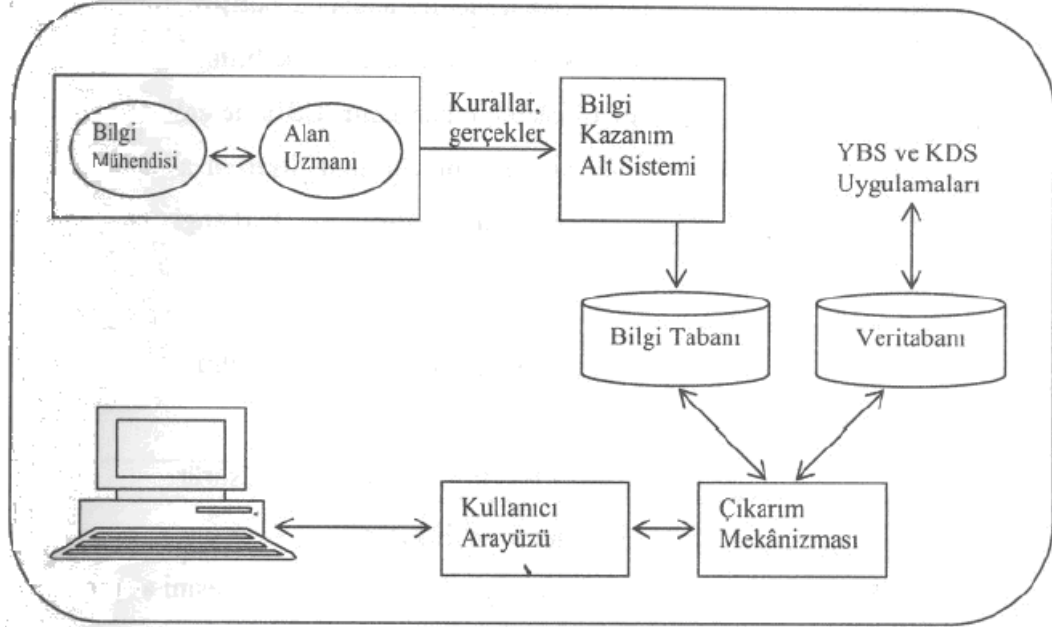 Bilgi
Mühendisi
Alan
Uzmanı
Kurallar,
gerçekler
Bilgi
Kazanım
Alt Sistemi
YBS ve KDS
Uygulamaları
Bilgi Tabanı
Veritabanı
Kullanıcı
Arayüzü
Çıkarım
Mekânizması